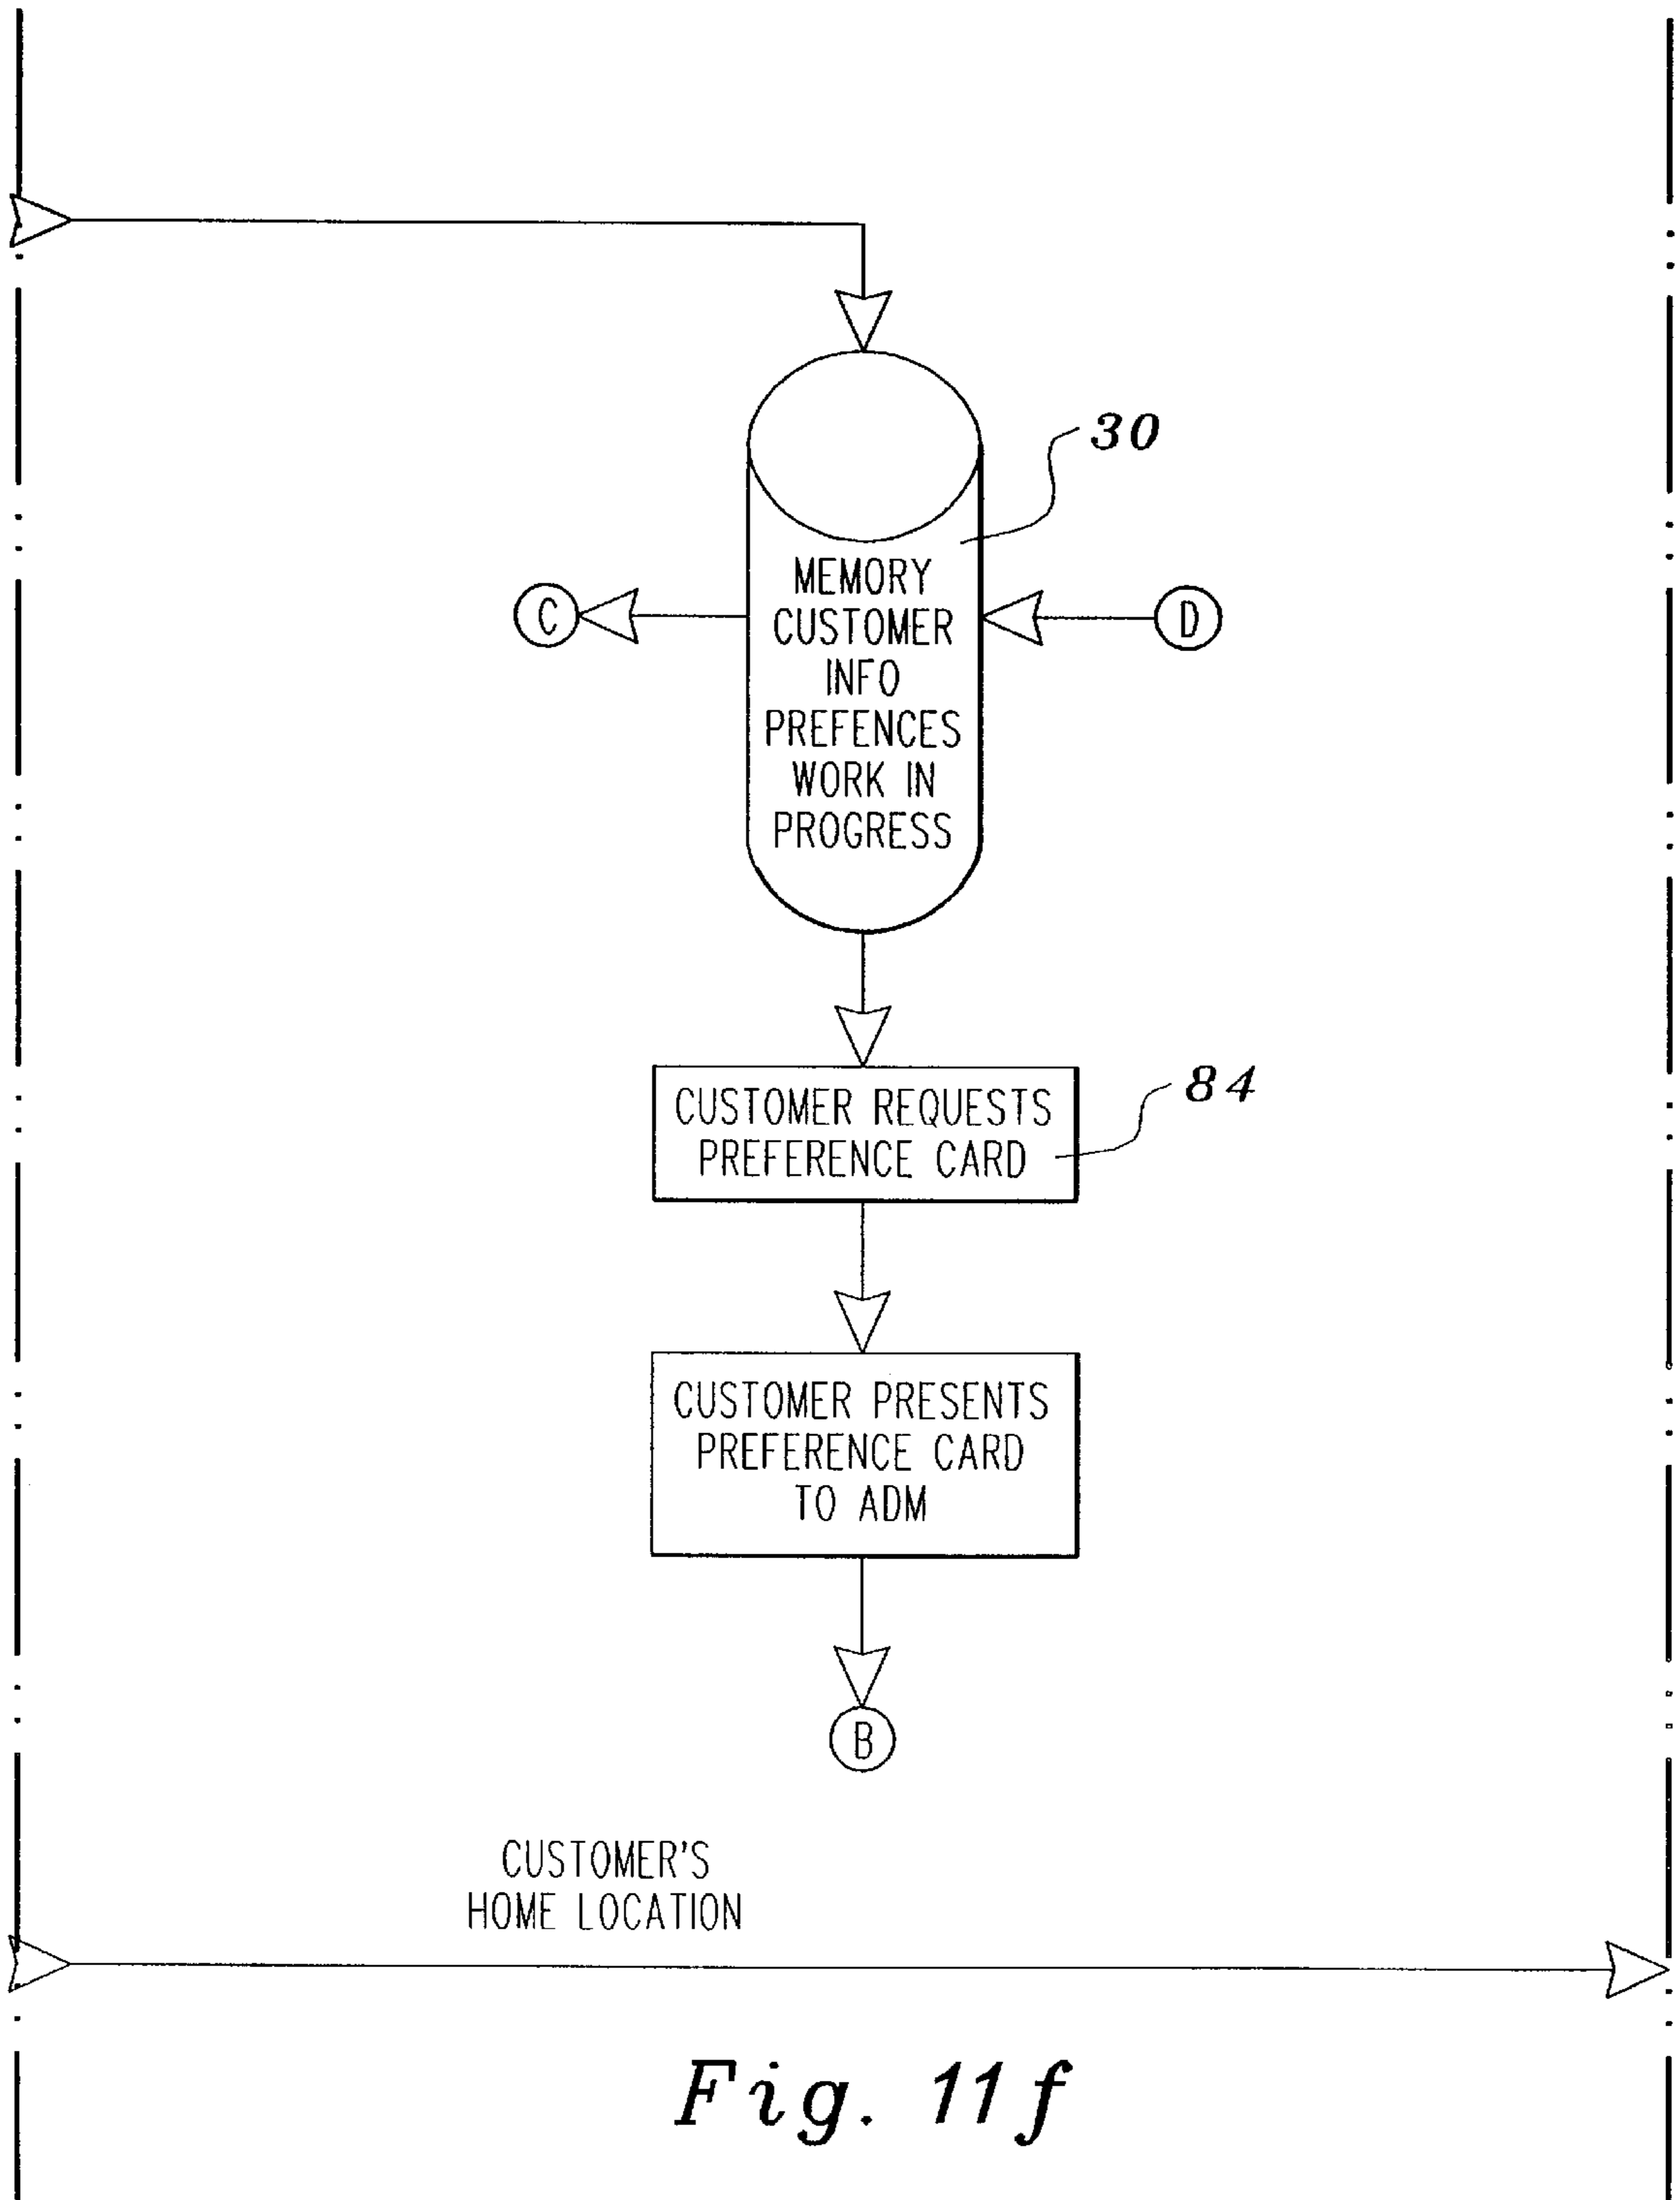 30
MEMORY
CUSTOMER
INFO
PREFENCES
WORK IN
PROGRESS
C
D
84
CUSTOMER REQUESTS
PREFERENCE CARD
CUSTOMER PRESENTS
PREFERENCE CARD
TO ADM
B
CUSTOMER'S
HOME LOCATION
Fig. 11f